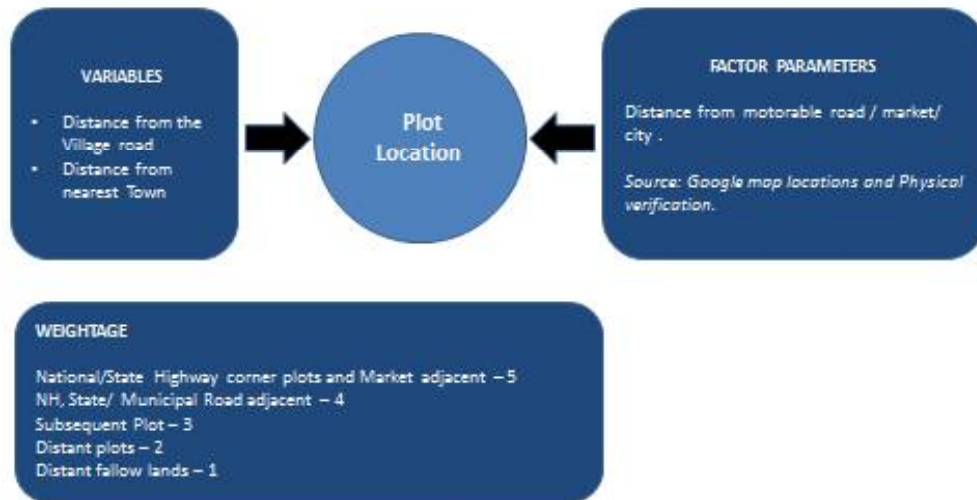 VARIABLES
• Distance from the
Village road
• Distance from
nearest Town
Plot
Location
FACTOR PARAMETERS
Distance from motorable road / market/
city .
Source: Google map locations and Physical
verification.
WEIGHTAGE
National/State Highway corner plots and Market adjacent – 5
NH, State/ Municipal Road adjacent – 4
Subsequent Plot – 3
Distant plots – 2
Distant fallow lands – 1